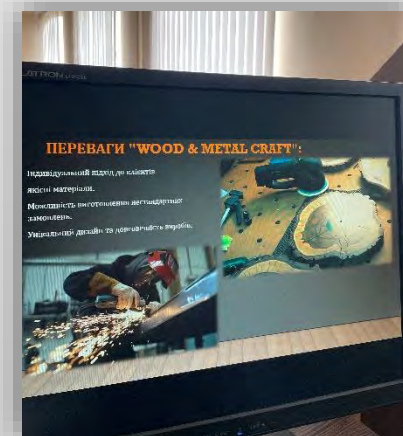 LATRON
ПЕРЕВАГИ "WOOD & METAL CRAFT":
Індивідуальний підхід до клієнтів
якісні матеріали.
Можливість виготовлення нестандартних
замовлень.
Унікальний дизайн та довговічність виробів.